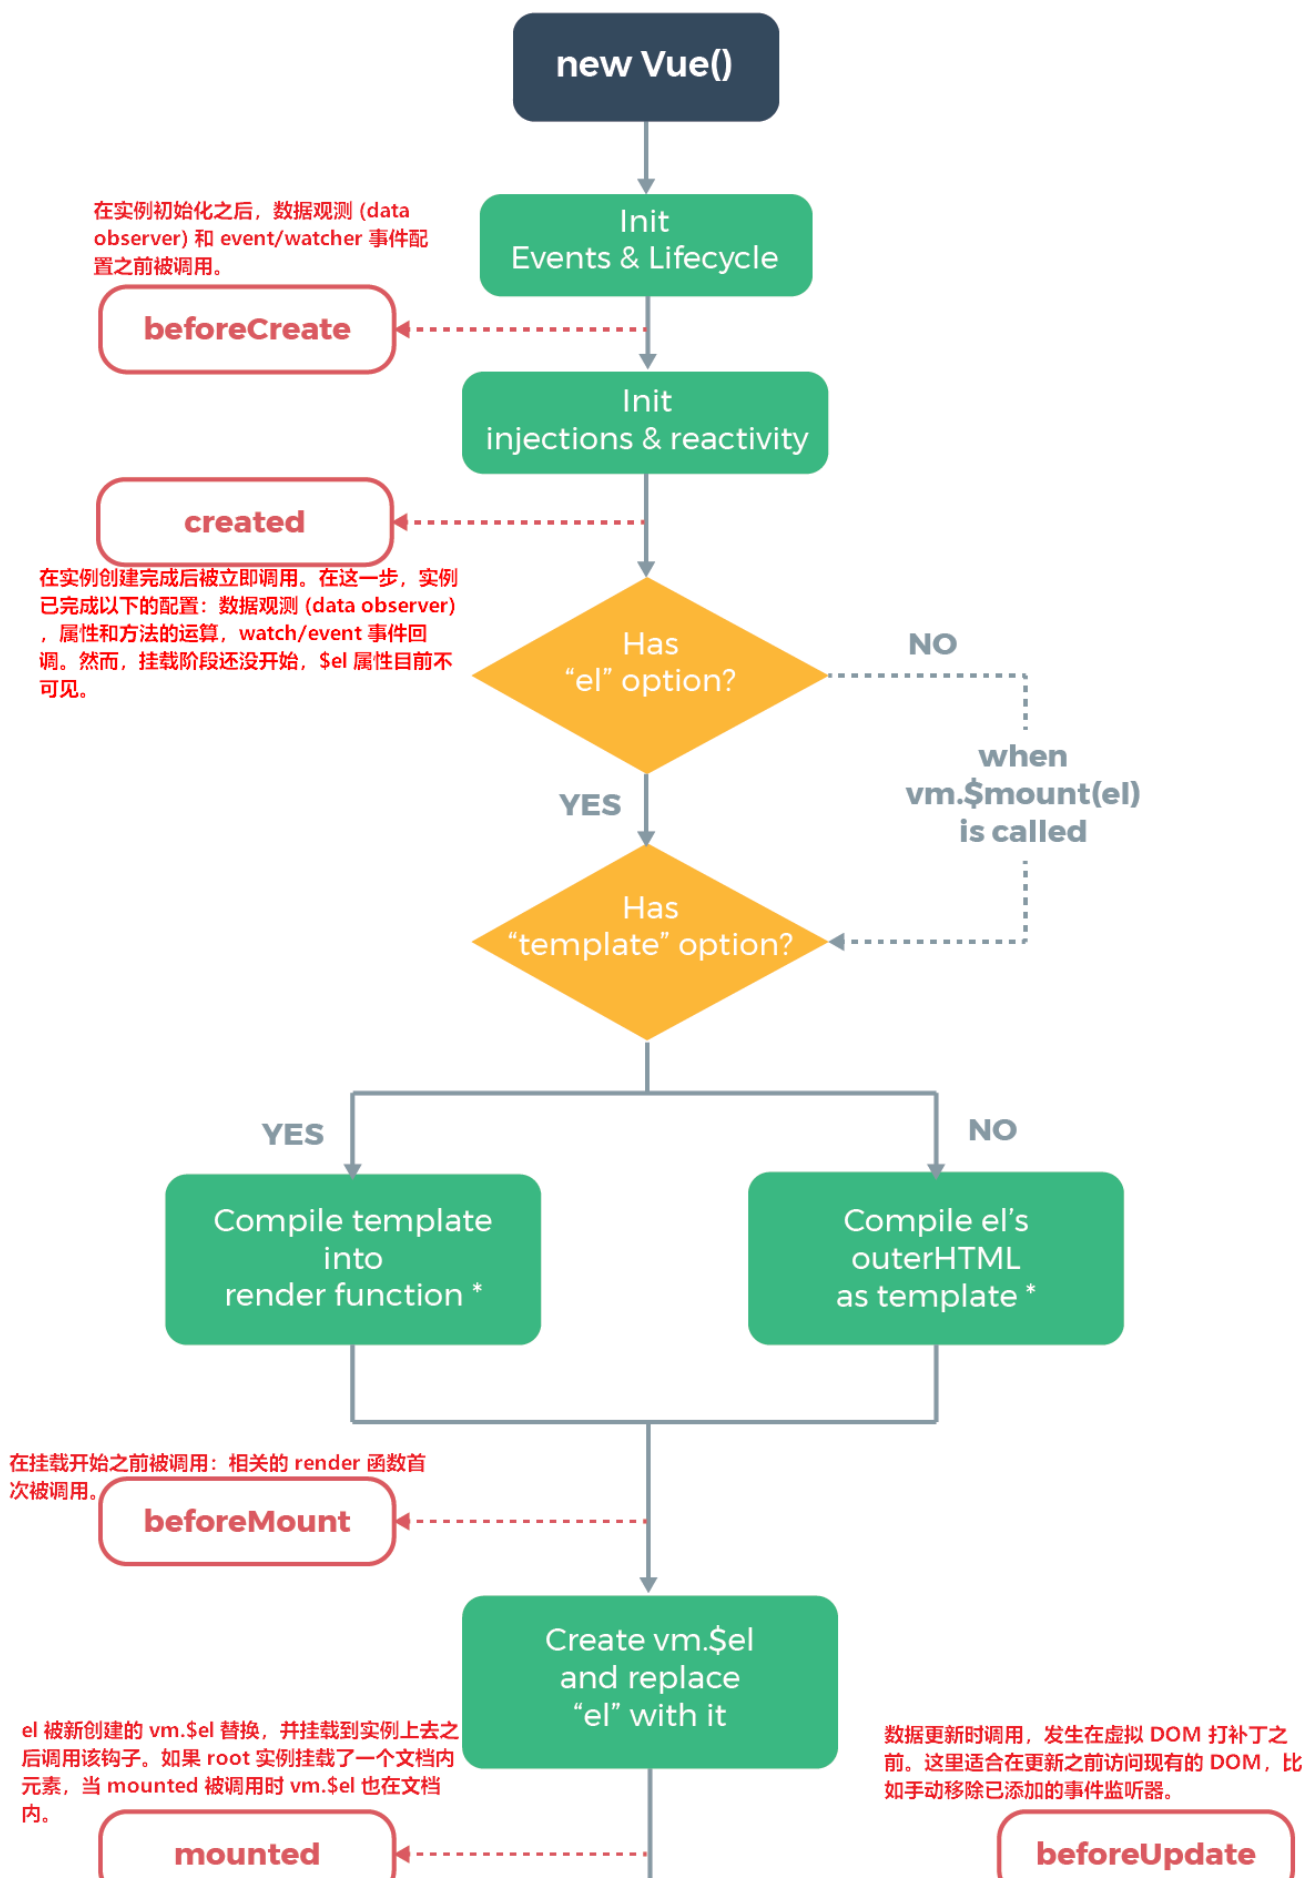 new Vue()
Init
Events & Lifecycle
在实例初始化之后，数据观测 (data
observer) 和 event/watcher 事件配
置之前被调用。
beforeCreate
Init
injections & reactivity
created
在实例创建完成后被立即调用。在这一步，实例
已完成以下的配置：数据观测 (data observer)
，属性和方法的运算，watch/event 事件回
调。然而，挂载阶段还没开始，$el 属性目前不
可见。
Has
“el” option?
NO
when
vm.$mount(el)
is called
YES
Has
“template” option?
YES
NO
Compile template
into
render function *
Compile el’s
outerHTML
as template *
在挂载开始之前被调用：相关的 render 函数首
次被调用。
beforeMount
Create vm.$el
and replace
“el” with it
el 被新创建的 vm.$el 替换，并挂载到实例上去之
后调用该钩子。如果 root 实例挂载了一个文档内
元素，当 mounted 被调用时 vm.$el 也在文档
内。
mounted
数据更新时调用，发生在虚拟 DOM 打补丁之
前。这里适合在更新之前访问现有的 DOM，比
如手动移除已添加的事件监听器。
beforeUpdate